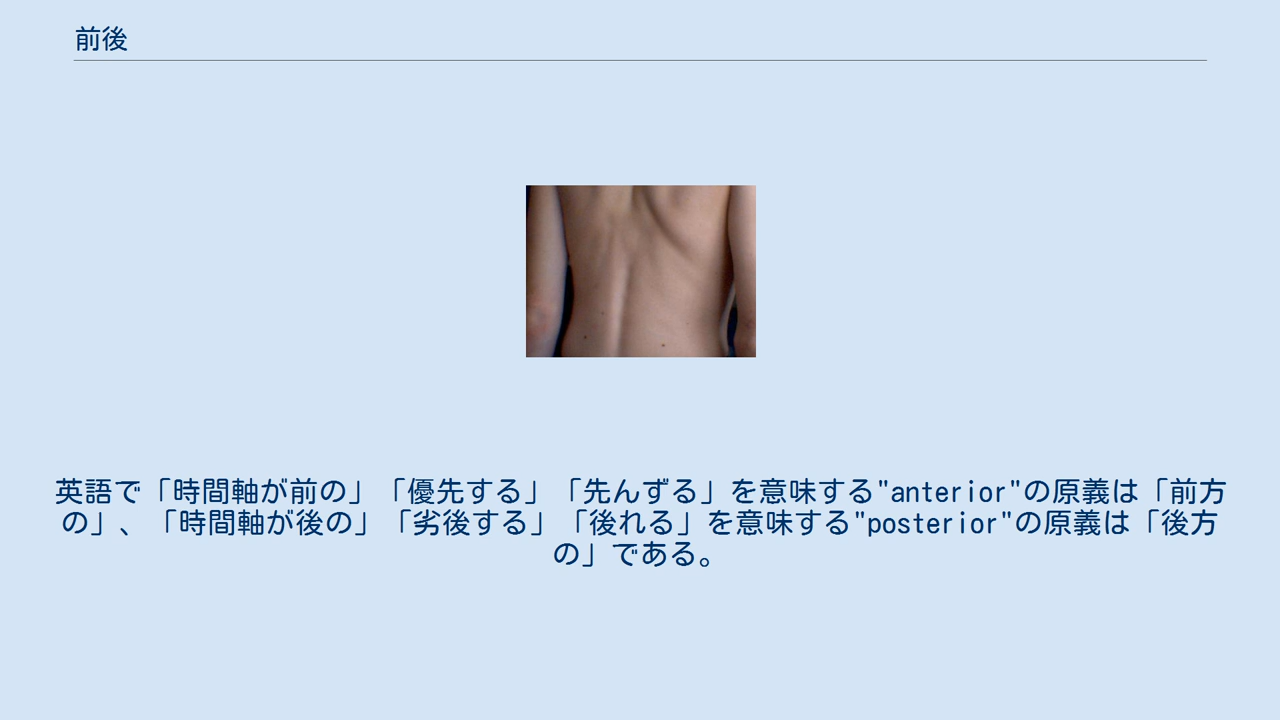 前後
英語で「時間軸が前の」「優先する」「先んずる」を意味する"anterior"の原義は「前方
の」、「時間軸が後の」「劣後する」「後れる」を意味する"posterior"の原義は「後方
の」である。